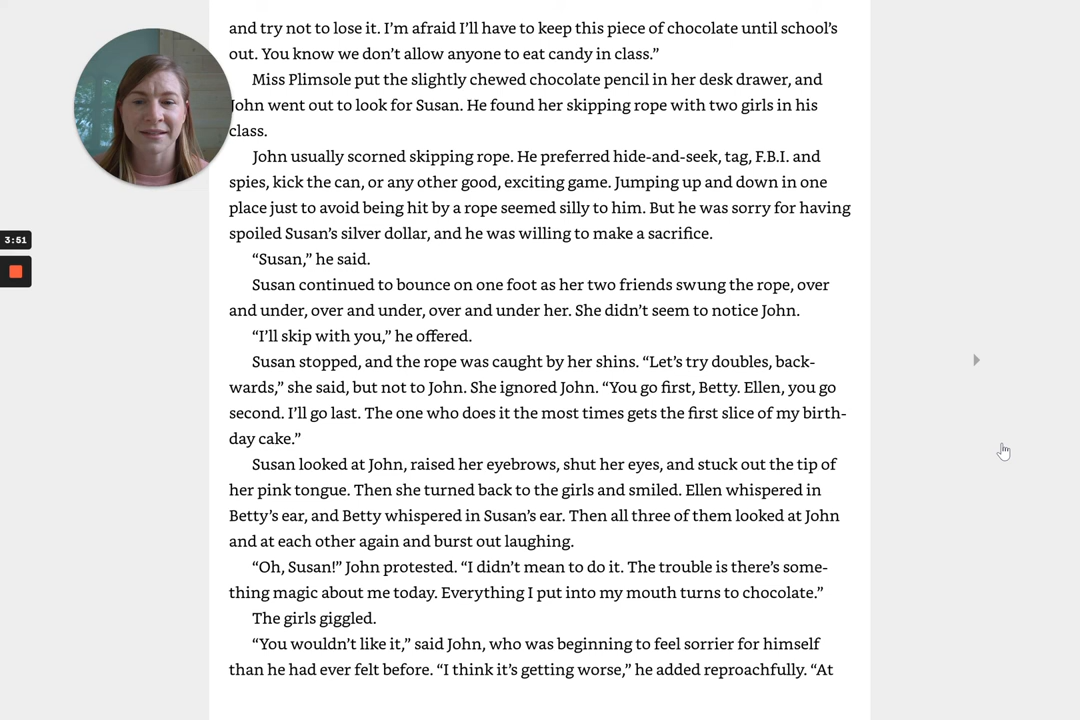 and try not to lose it. I’m afraid I’ll have to keep this piece of chocolate until school’s
out. You know we don’t allow anyone to eat candy in class.”
Miss Plimsole put the slightly chewed chocolate pencil in her desk drawer, and
John went out to look for Susan. He found her skipping rope with two girls in his
class.
John usually scorned skipping rope. He preferred hide-and-seek, tag, F.B.I. and
spies, kick the can, or any other good, exciting game. Jumping up and down in one
place just to avoid being hit by a rope seemed silly to him. But he was sorry for having
3:51
spoiled Susan’s silver dollar, and he was willing to make a sacrifice.
“Susan,” he said.
Susan continued to bounce on one foot as her two friends swung the rope, over
and under, over and under, over and under her. She didn’t seem to notice John.
“I’ll skip with you,” he offered.
Susan stopped, and the rope was caught by her shins. “Let’s try doubles, back-
wards,” she said, but not to John. She ignored John. “You go first, Betty. Ellen, you go
second. I’ll go last. The one who does it the most times gets the first slice of my birth-
day cake.”
Susan looked at John, raised her eyebrows, shut her eyes, and stuck out the tip of
her pink tongue. Then she turned back to the girls and smiled. Ellen whispered in
Betty’s ear, and Betty whispered in Susan’s ear. Then all three of them looked at John
and at each other again and burst out laughing.
“Oh, Susan!” John protested. “I didn’t mean to do it. The trouble is there’s some-
thing magic about me today. Everything I put into my mouth turns to chocolate.”
The girls giggled.
“You wouldn’t like it,” said John, who was beginning to feel sorrier for himself
than he had ever felt before. “I think it’s getting worse,” he added reproachfully. “At